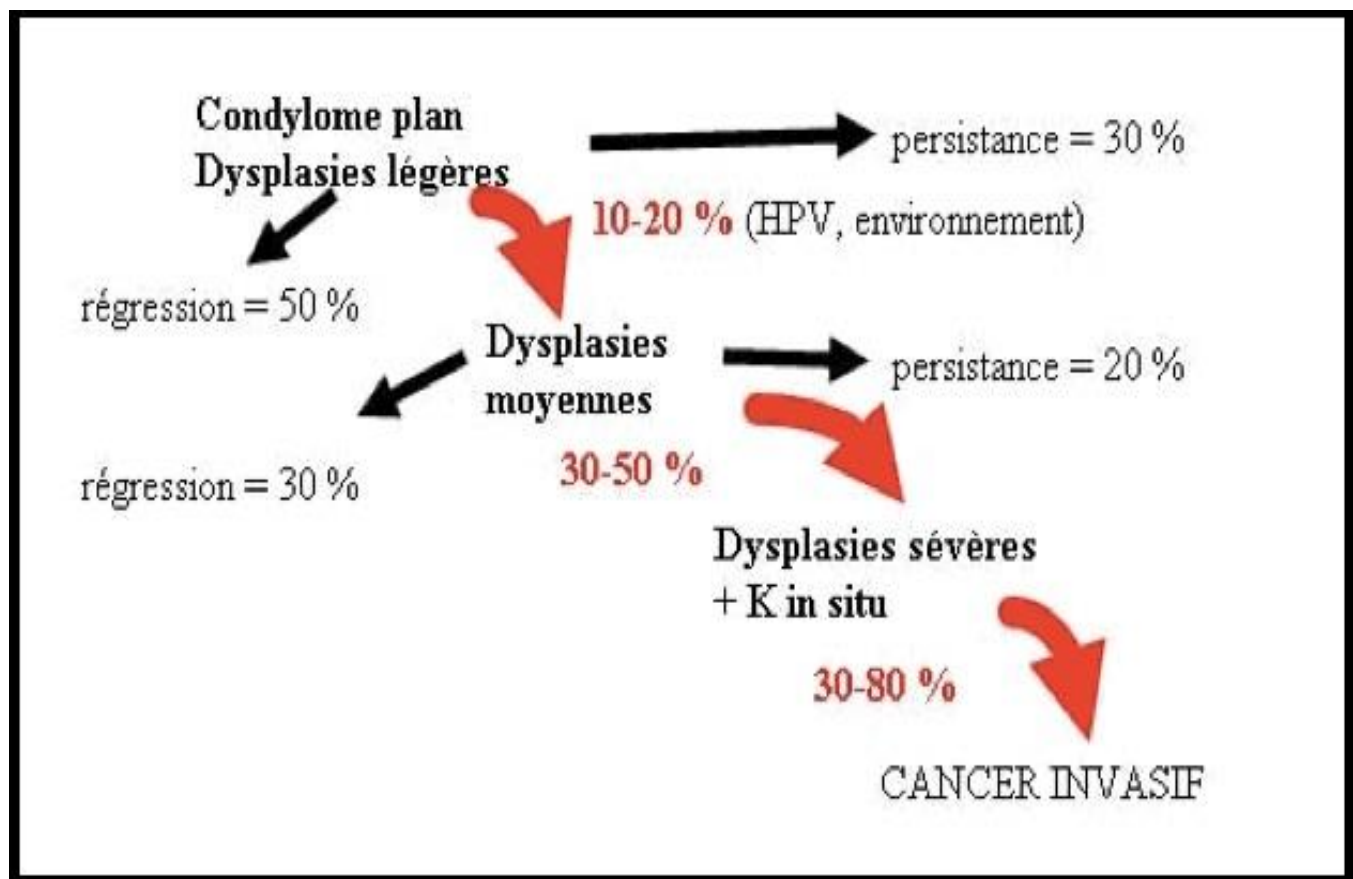 Condylome plan
Dysplasies légères
persistance = 30 %
10-20 % (HPV, environnement)
régression = 50 %
Dysplasies
moyennes
persistance = 20 %
30-50 %
régression = 30 %
Dysplasies sévères
+ K in situ
30-80 %
CANCER INVASIF